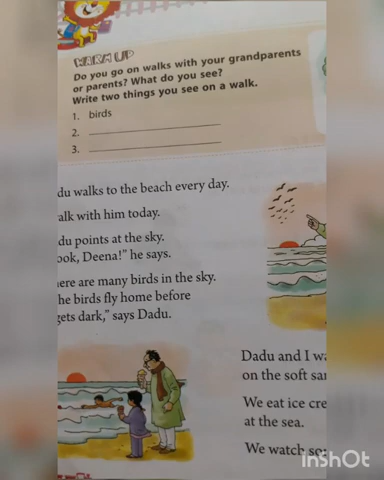 WARM UP
Do you go on walks with your grandparents
or parents? What do you see?
Write two things you see on a walk.
1. birds
2.
3.
du walks to the beach every day.
alk with him today.
du points at the sky.
ook, Deena!" he says.
ere are many birds in the sky.
he birds fly home before
gets dark," says Dadu.
Dadu and I wa
on the soft san
We eat ice cre
at the sea.
We watch so
InShOt